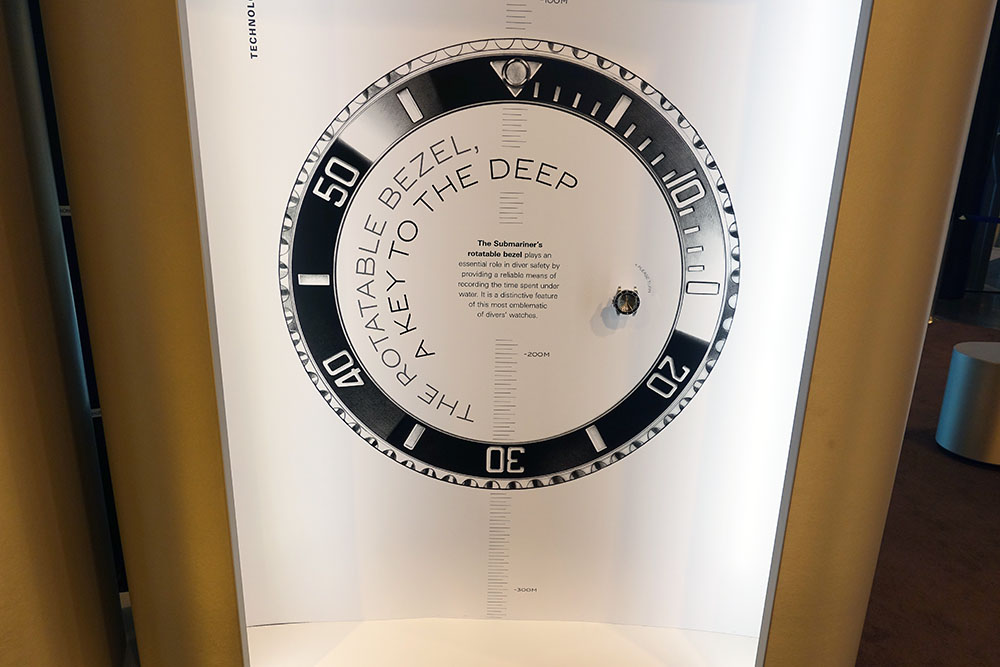 -100M
THE ROTATABLE BEZEL,
A KEY TO THE DEEP
The Submariner's
rotatable bezel plays an
essential role in diver safety by
providing a reliable means of
recording the time spent under
water. It is a distinctive feature
of this most emblematic
of divers' watches.
10
20
30
40
50
-200M
-300M